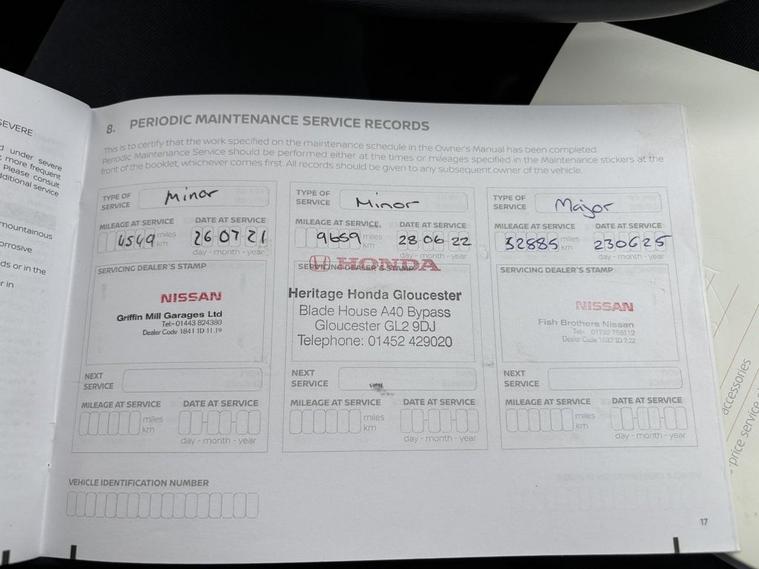 SEVERE
d under severe
more frequent
Please consult
dditional service
mountainous
orrosive
ds or in the
r in
8. PERIODIC MAINTENANCE SERVICE RECORDS
This is to certify that the work specified on the maintenance schedule in the Owner's Manual has been completed.
Periodic Maintenance Service should be performed either at the times or mileages specified in the Maintenance stickers at the
front of the booklet, whichever comes first. All records should be given to any subsequent owner of the vehicle.
TYPE OF
SERVICE Minor
MILEAGE AT SERVICE DATE AT SERVICE
4549 miles 26 07 21
km day - month - year
SERVICING DEALER'S STAMP
NISSAN
Griffin Mill Garages Ltd
Tel:- 01443 824380
Dealer Code 1841 1D 11.19
NEXT
SERVICE
MILEAGE AT SERVICE DATE AT SERVICE
miles
km day - month - year
TYPE OF
SERVICE Minor
MILEAGE AT SERVICE DATE AT SERVICE
9659 miles 28 06 22
km day - month - year
SERVICING DEALER'S STAMP
HONDA
Heritage Honda Gloucester
Blade House A40 Bypass
Gloucester GL2 9DJ
Telephone: 01452 429020
NEXT
SERVICE
MILEAGE AT SERVICE DATE AT SERVICE
miles
km day - month - year
TYPE OF
SERVICE Major
MILEAGE AT SERVICE DATE AT SERVICE
32885 miles 230625
km day - month - year
SERVICING DEALER'S STAMP
NISSAN
Fish Brothers Nissan
NEXT
SERVICE
MILEAGE AT SERVICE DATE AT SERVICE
miles
km day - month - year
VEHICLE IDENTIFICATION NUMBER
17
accessories
price service